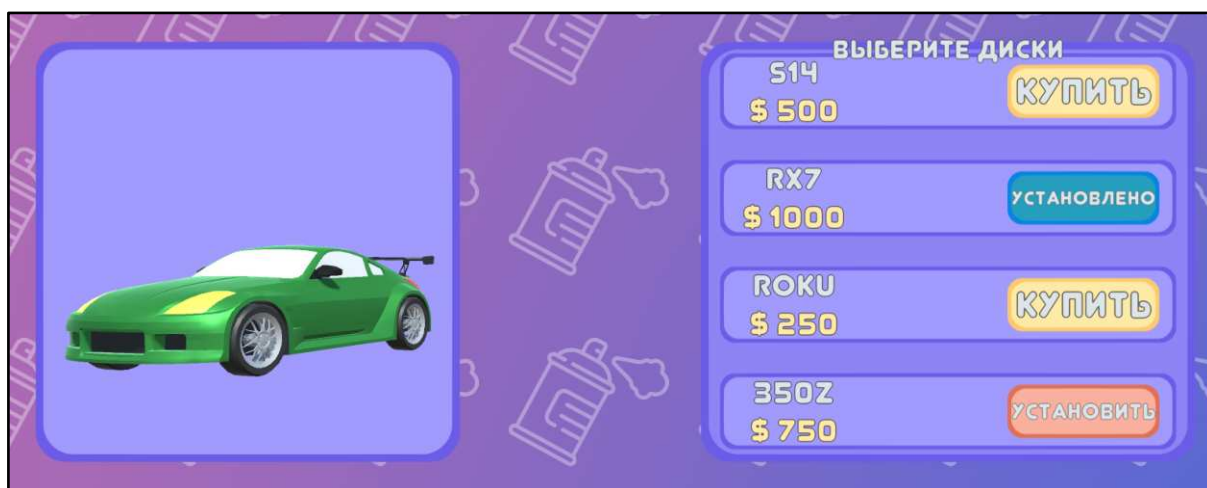 ВЫБЕРИТЕ ДИСКИ
S14
$ 500
КУПИТЬ
RX7
$ 1000
УСТАНОВЛЕНО
ROKU
$ 250
КУПИТЬ
350Z
$ 750
УСТАНОВИТЬ